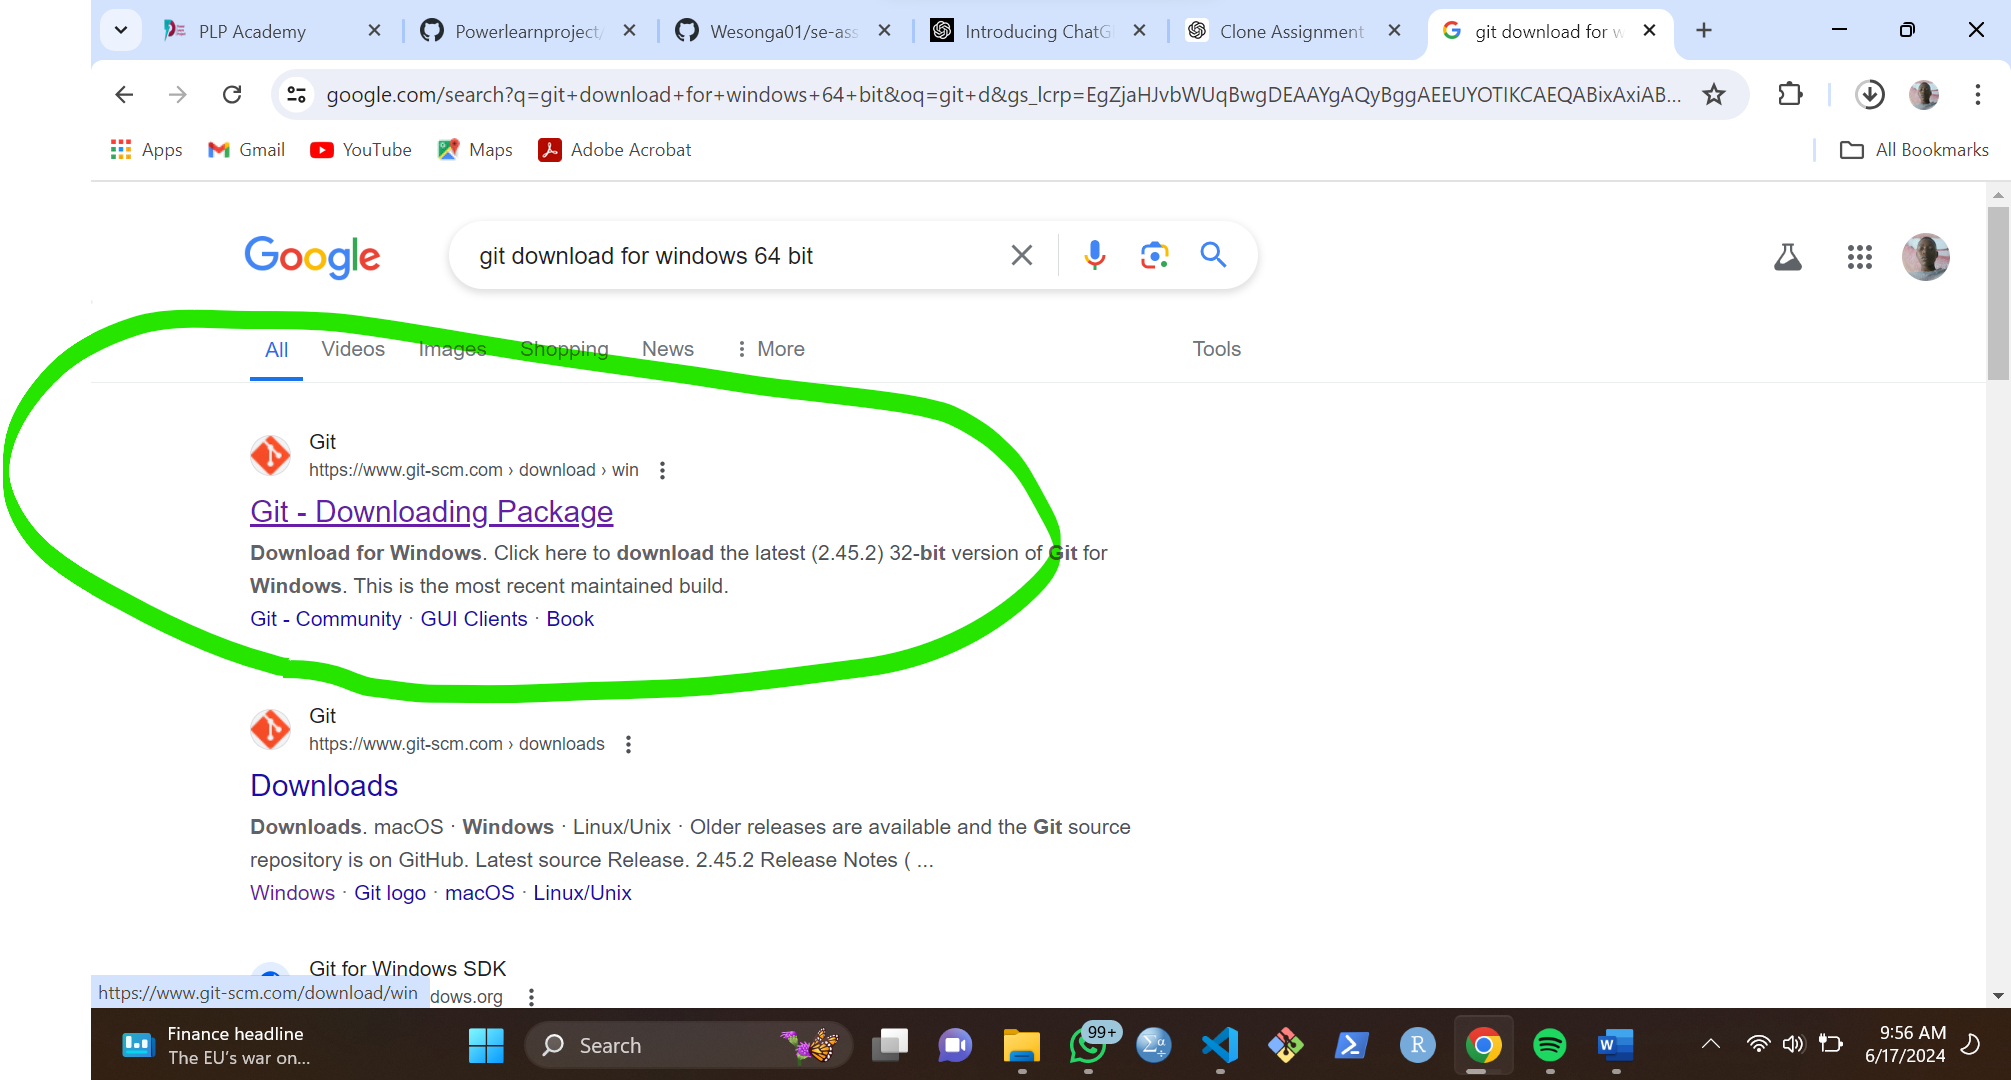 PLP Academy
Powerlearnproject/
Wesonga01/se-ass
Introducing ChatG
Clone Assignment
git download for w
google.com/search?q=git+download+for+windows+64+bit&oq=git+d&gs_lcrp=EgZjaHJvbWUqBwgDEAAYgAQyBggAEEUYOTIKCAEQABixAxiAB...
Apps
Gmail
YouTube
Maps
Adobe Acrobat
All Bookmarks
Google
git download for windows 64 bit
All
Videos
Images
Shopping
News
More
Tools
Git
https://www.git-scm.com › download › win
Git - Downloading Package
Download for Windows. Click here to download the latest (2.45.2) 32-bit version of Git for
Windows. This is the most recent maintained build.
Git - Community · GUI Clients · Book
Git
https://www.git-scm.com › downloads
Downloads
Downloads. macOS · Windows · Linux/Unix · Older releases are available and the Git source
repository is on GitHub. Latest source Release. 2.45.2 Release Notes ( ...
Windows · Git logo · macOS · Linux/Unix
Git for Windows SDK
https://www.git-scm.com/download/win
dows.org
Finance headline
The EU's war on...
Search
99+
Σα
R
W
9:56 AM
6/17/2024